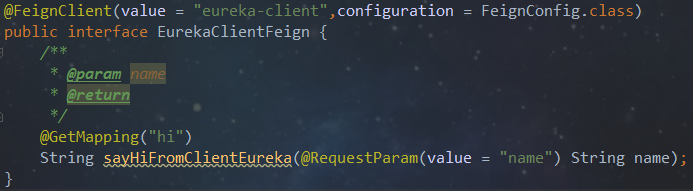 @FeignClient(value = "eureka-client",configuration = FeignConfig.class)
public interface EurekaClientFeign {
    /**
     * @param name
     * @return
     */
    @GetMapping("hi")
    String sayHiFromClientEureka(@RequestParam(value = "name") String name);
}